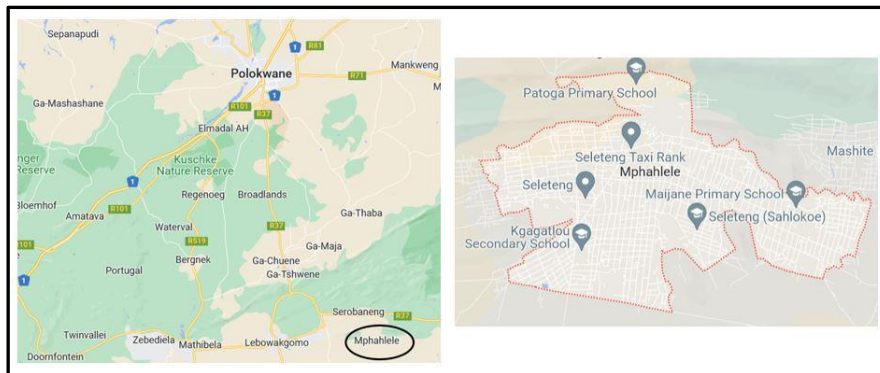 Sepanapudi
R81
1
Polokwane
Mankweng
R71
Ga-Mashashane
1
R101
R37
Elmadal AH
Kuschke
Nature Reserve
Reserve
1
Regenoeg
Broadlands
Bloemhof
Amatava
R101
Ga-Thaba
Waterval
R37
R519
Ga-Maja
Bergnek
Ga-Chuene
Portugal
Ga-Tshwene
1
Serobaneng
R37
Twinvallei
Zebediela
Mathibela
Lebowakgomo
Mphahlele
Doornfontein
Patoga Primary School
Seleteng Taxi Rank
Mphahlele
Mashite
Seleteng
Maijane Primary School
Seleteng (Sahlokoe)
Kgagatlou
Secondary School